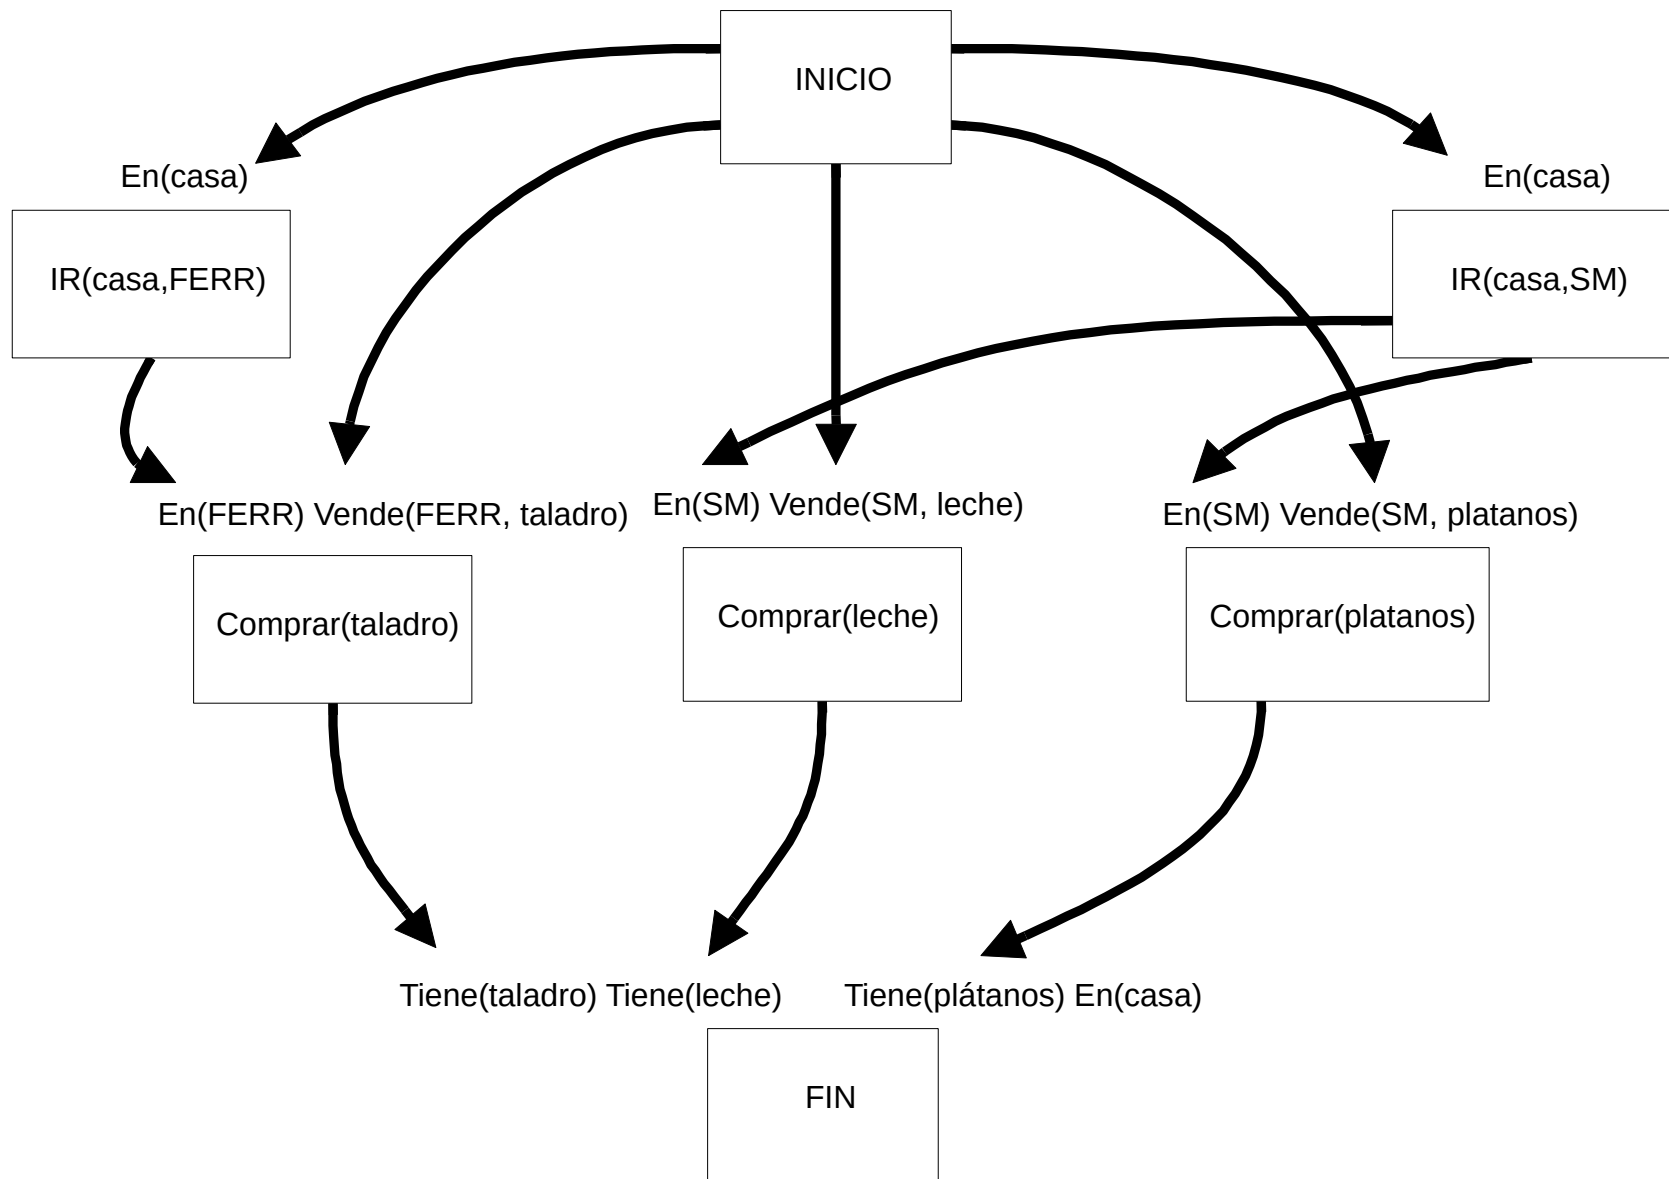 INICIO
En(casa)
En(casa)
IR(casa,FERR)
IR(casa,SM)
En(FERR) Vende(FERR, taladro)
En(SM) Vende(SM, leche)
En(SM) Vende(SM, platanos)
Comprar(taladro)
Comprar(leche)
Comprar(platanos)
Tiene(taladro) Tiene(leche)
Tiene(plátanos) En(casa)
FIN